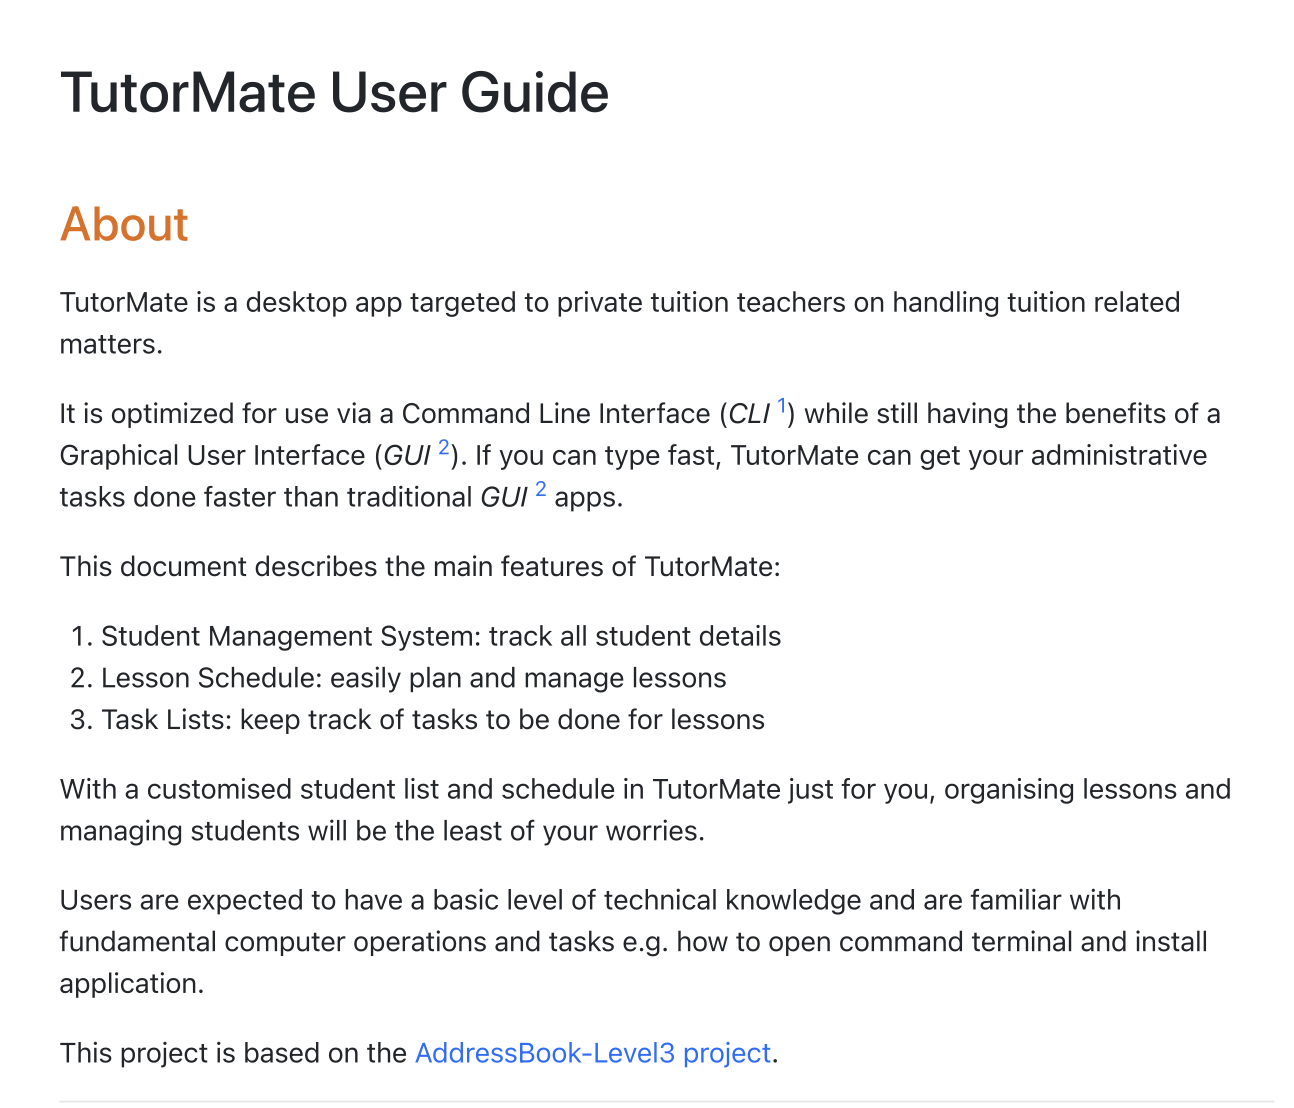 TutorMate User Guide
About
TutorMate is a desktop app targeted to private tuition teachers on handling tuition related
matters.
It is optimized for use via a Command Line Interface (CLI 1) while still having the benefits of a
Graphical User Interface (GUI 2). If you can type fast, TutorMate can get your administrative
tasks done faster than traditional GUI 2 apps.
This document describes the main features of TutorMate:
1. Student Management System: track all student details
2. Lesson Schedule: easily plan and manage lessons
3. Task Lists: keep track of tasks to be done for lessons
With a customised student list and schedule in TutorMate just for you, organising lessons and
managing students will be the least of your worries.
Users are expected to have a basic level of technical knowledge and are familiar with
fundamental computer operations and tasks e.g. how to open command terminal and install
application.
This project is based on the AddressBook-Level3 project.